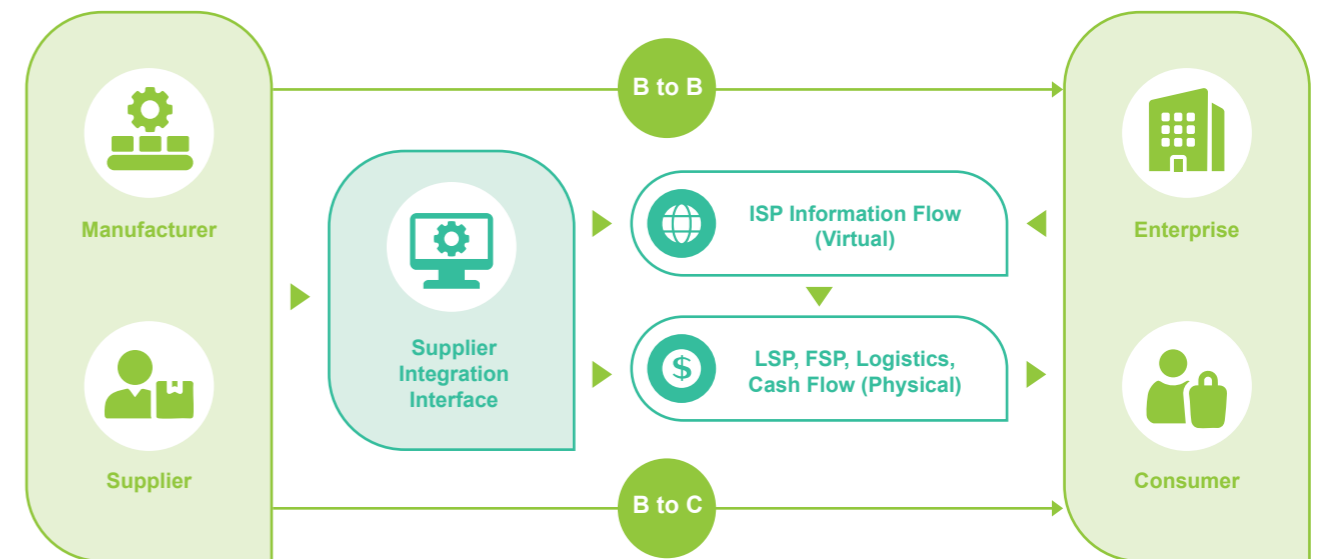 B to B
Manufacturer
Supplier
Supplier
Integration
Interface
ISP Information Flow
(Virtual)
$
LSP, FSP, Logistics,
Cash Flow (Physical)
Enterprise
Consumer
B to C